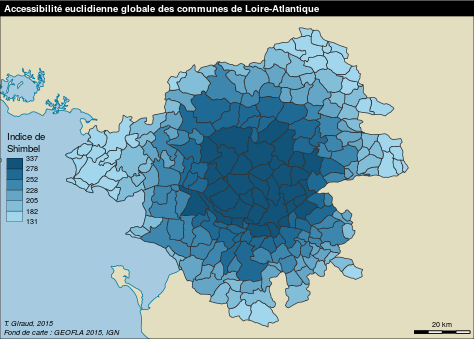 Accessibilité euclidienne globale des communes de Loire-Atlantique
Indice de
Shimbel
337
278
252
228
205
182
131
T. Giraud, 2015
Fond de carte : GEOFLA 2015, IGN
20 km